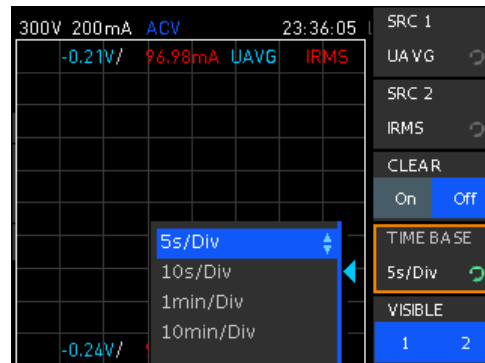 300V 200mA ACV 23:36:05
-0.21V/ 96.98mA UAVG IRMS
5s/Div
10s/Div
1min/Div
10min/Div
-0.24V/
SRC 1
UAVG
SRC 2
IRMS
CLEAR
On Off
TIME BASE
5s/Div
VISIBLE
1 2